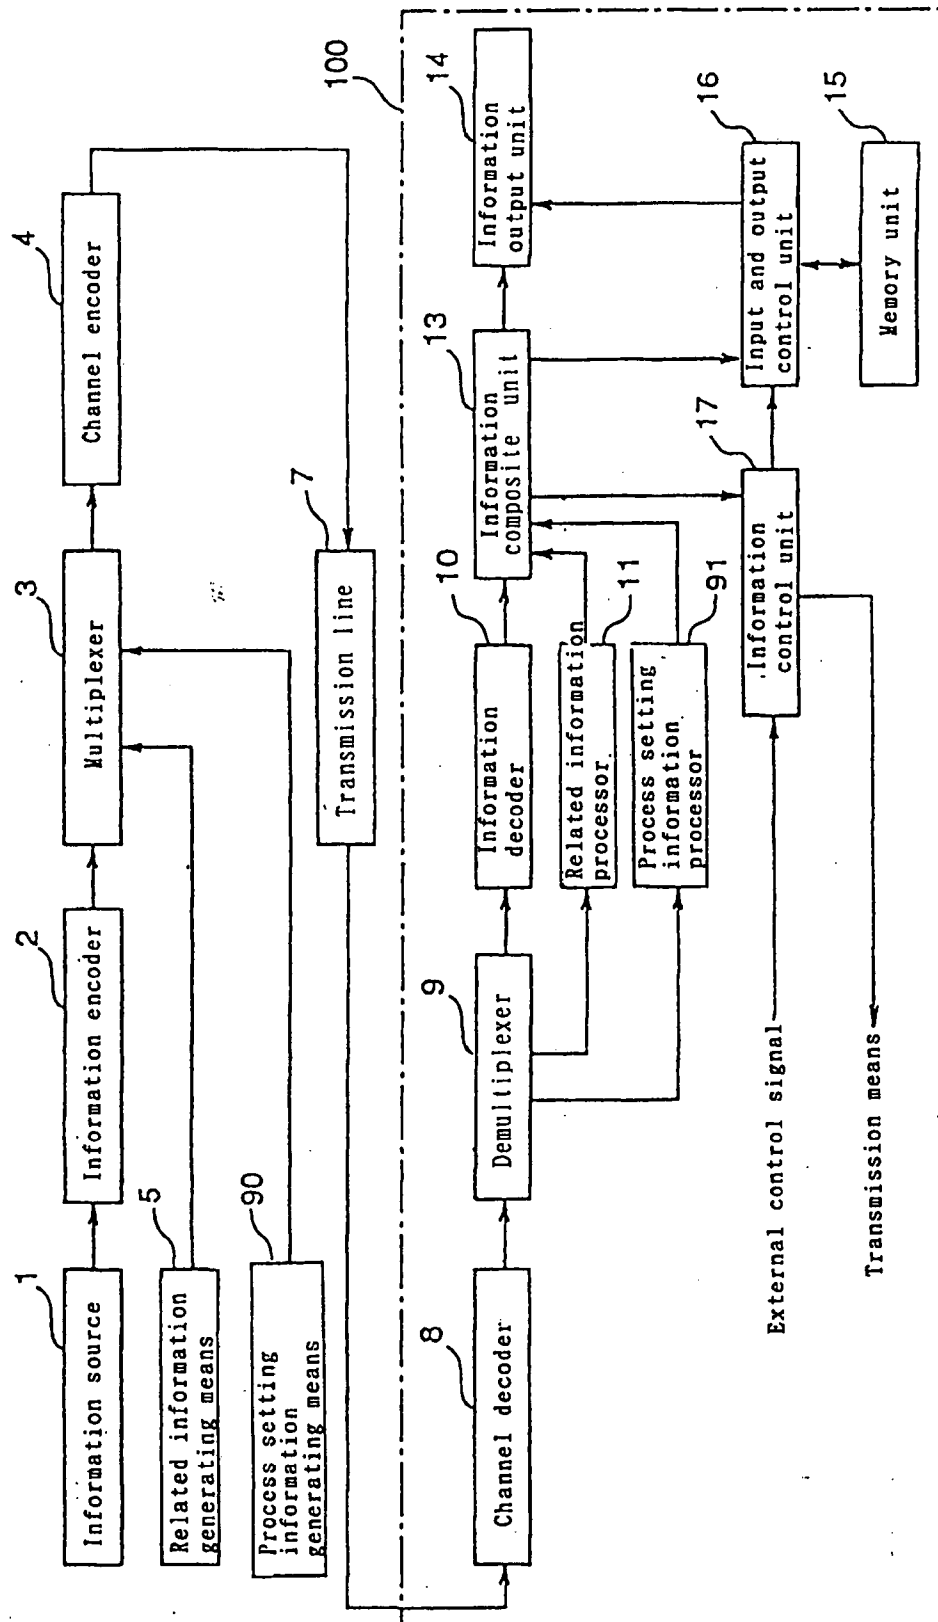 1
Information source
2
Information encoder
3
Multiplexer
4
Channel encoder
5
Related information
generating means
90
Process setting
information
generating means
7
Transmission line
100
8
Channel decoder
9
Demultiplexer
10
Information
decoder
11
Related information
processor.
91
Process setting
information.
processor
13
Information
composite unit
14
Information
output unit
17
.Information
control unit
16
Input and output
control unit
15
Memory unit
External control signal
Transmission means